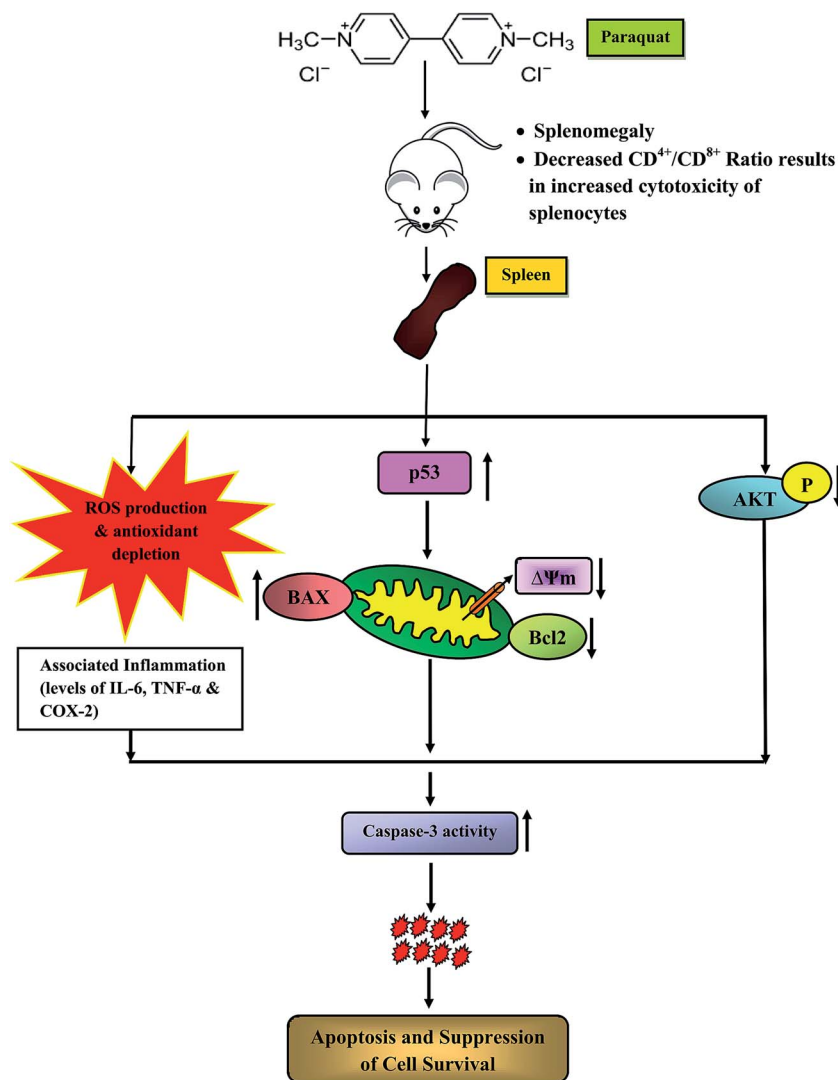 H₃C-N⁺
N⁺-CH₃
Cl⁻
Cl⁻
Paraquat
• Splenomegaly
• Decreased CD⁴⁺/CD⁸⁺ Ratio results
in increased cytotoxicity of
splenocytes
Spleen
ROS production
& antioxidant
depletion
p53
AKT
P
BAX
ΔΨm
Bcl2
Associated Inflammation
(levels of IL-6, TNF-α &
COX-2)
Caspase-3 activity
Apoptosis and Suppression
of Cell Survival